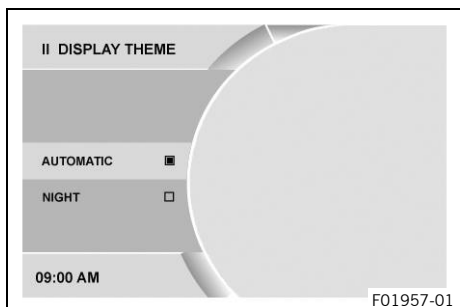 II DISPLAY THEME
AUTOMATIC
NIGHT
09:00 AM
F01957-01